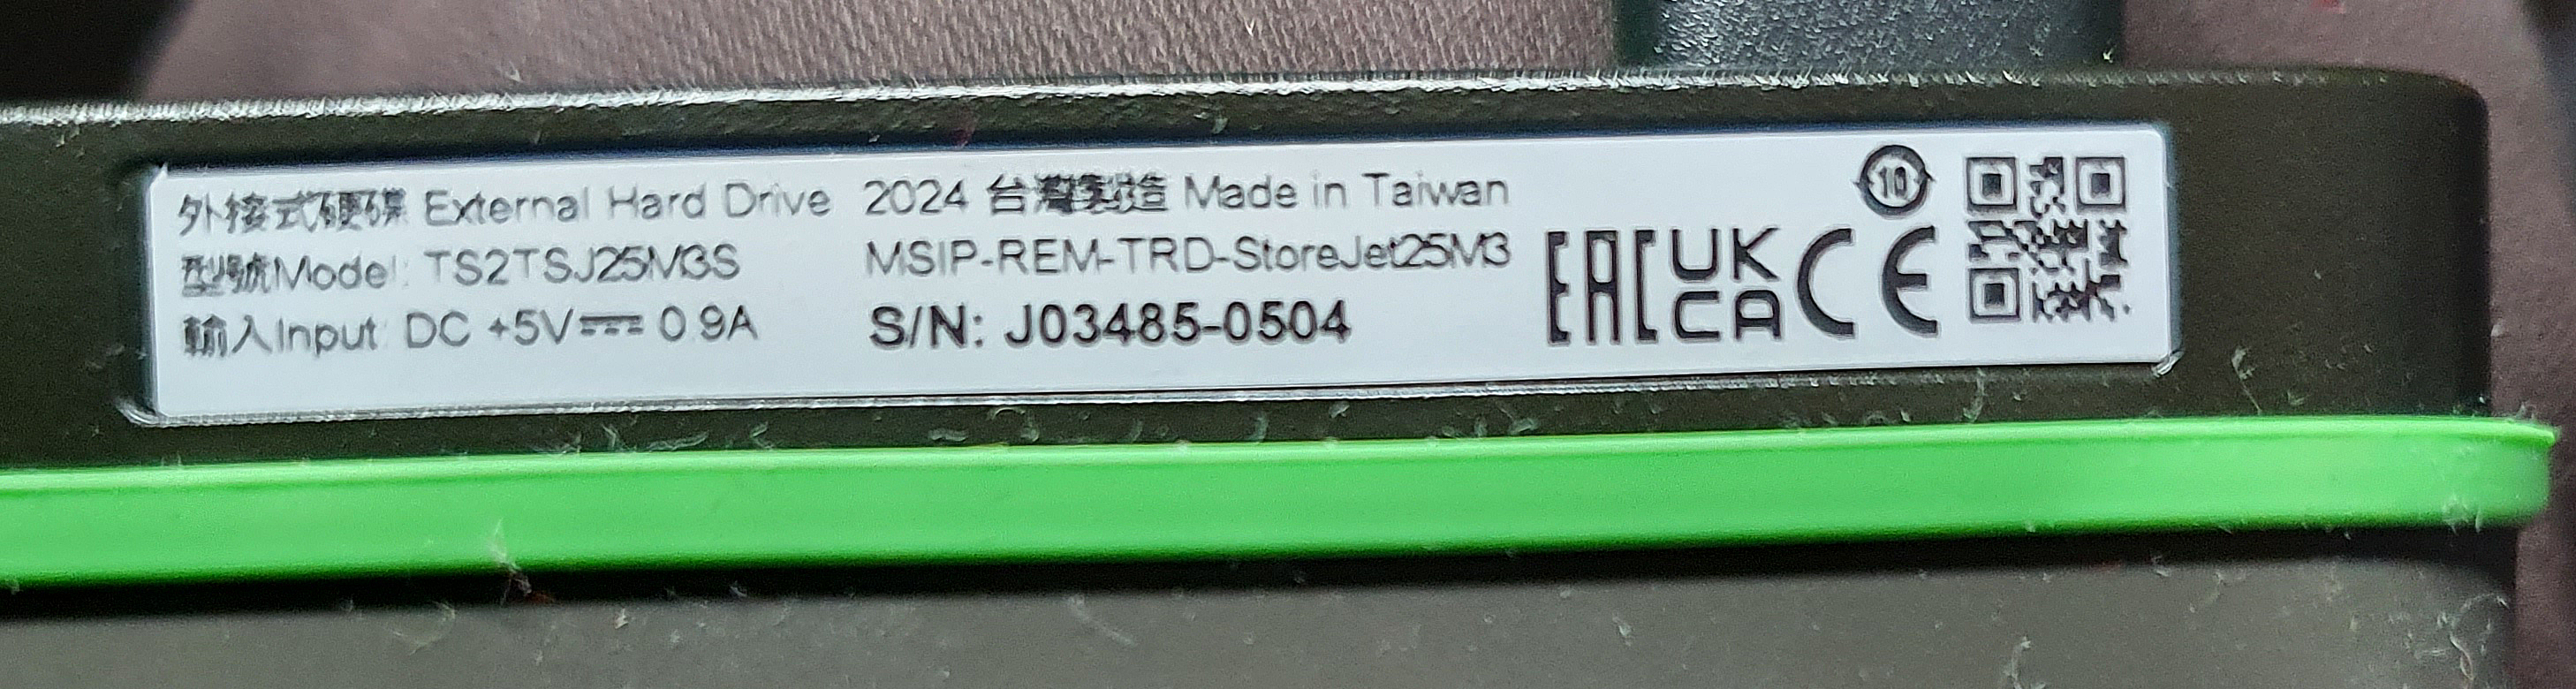 外接式硬碟 External Hard Drive
型號Model: TS2TSJ25M3S
輸入Input: DC +5V⎓0.9A
2024 台灣製造 Made in Taiwan
MSIP-REM-TRD-StoreJet25M3
S/N: J03485-0504
10
EAC UK CA CE